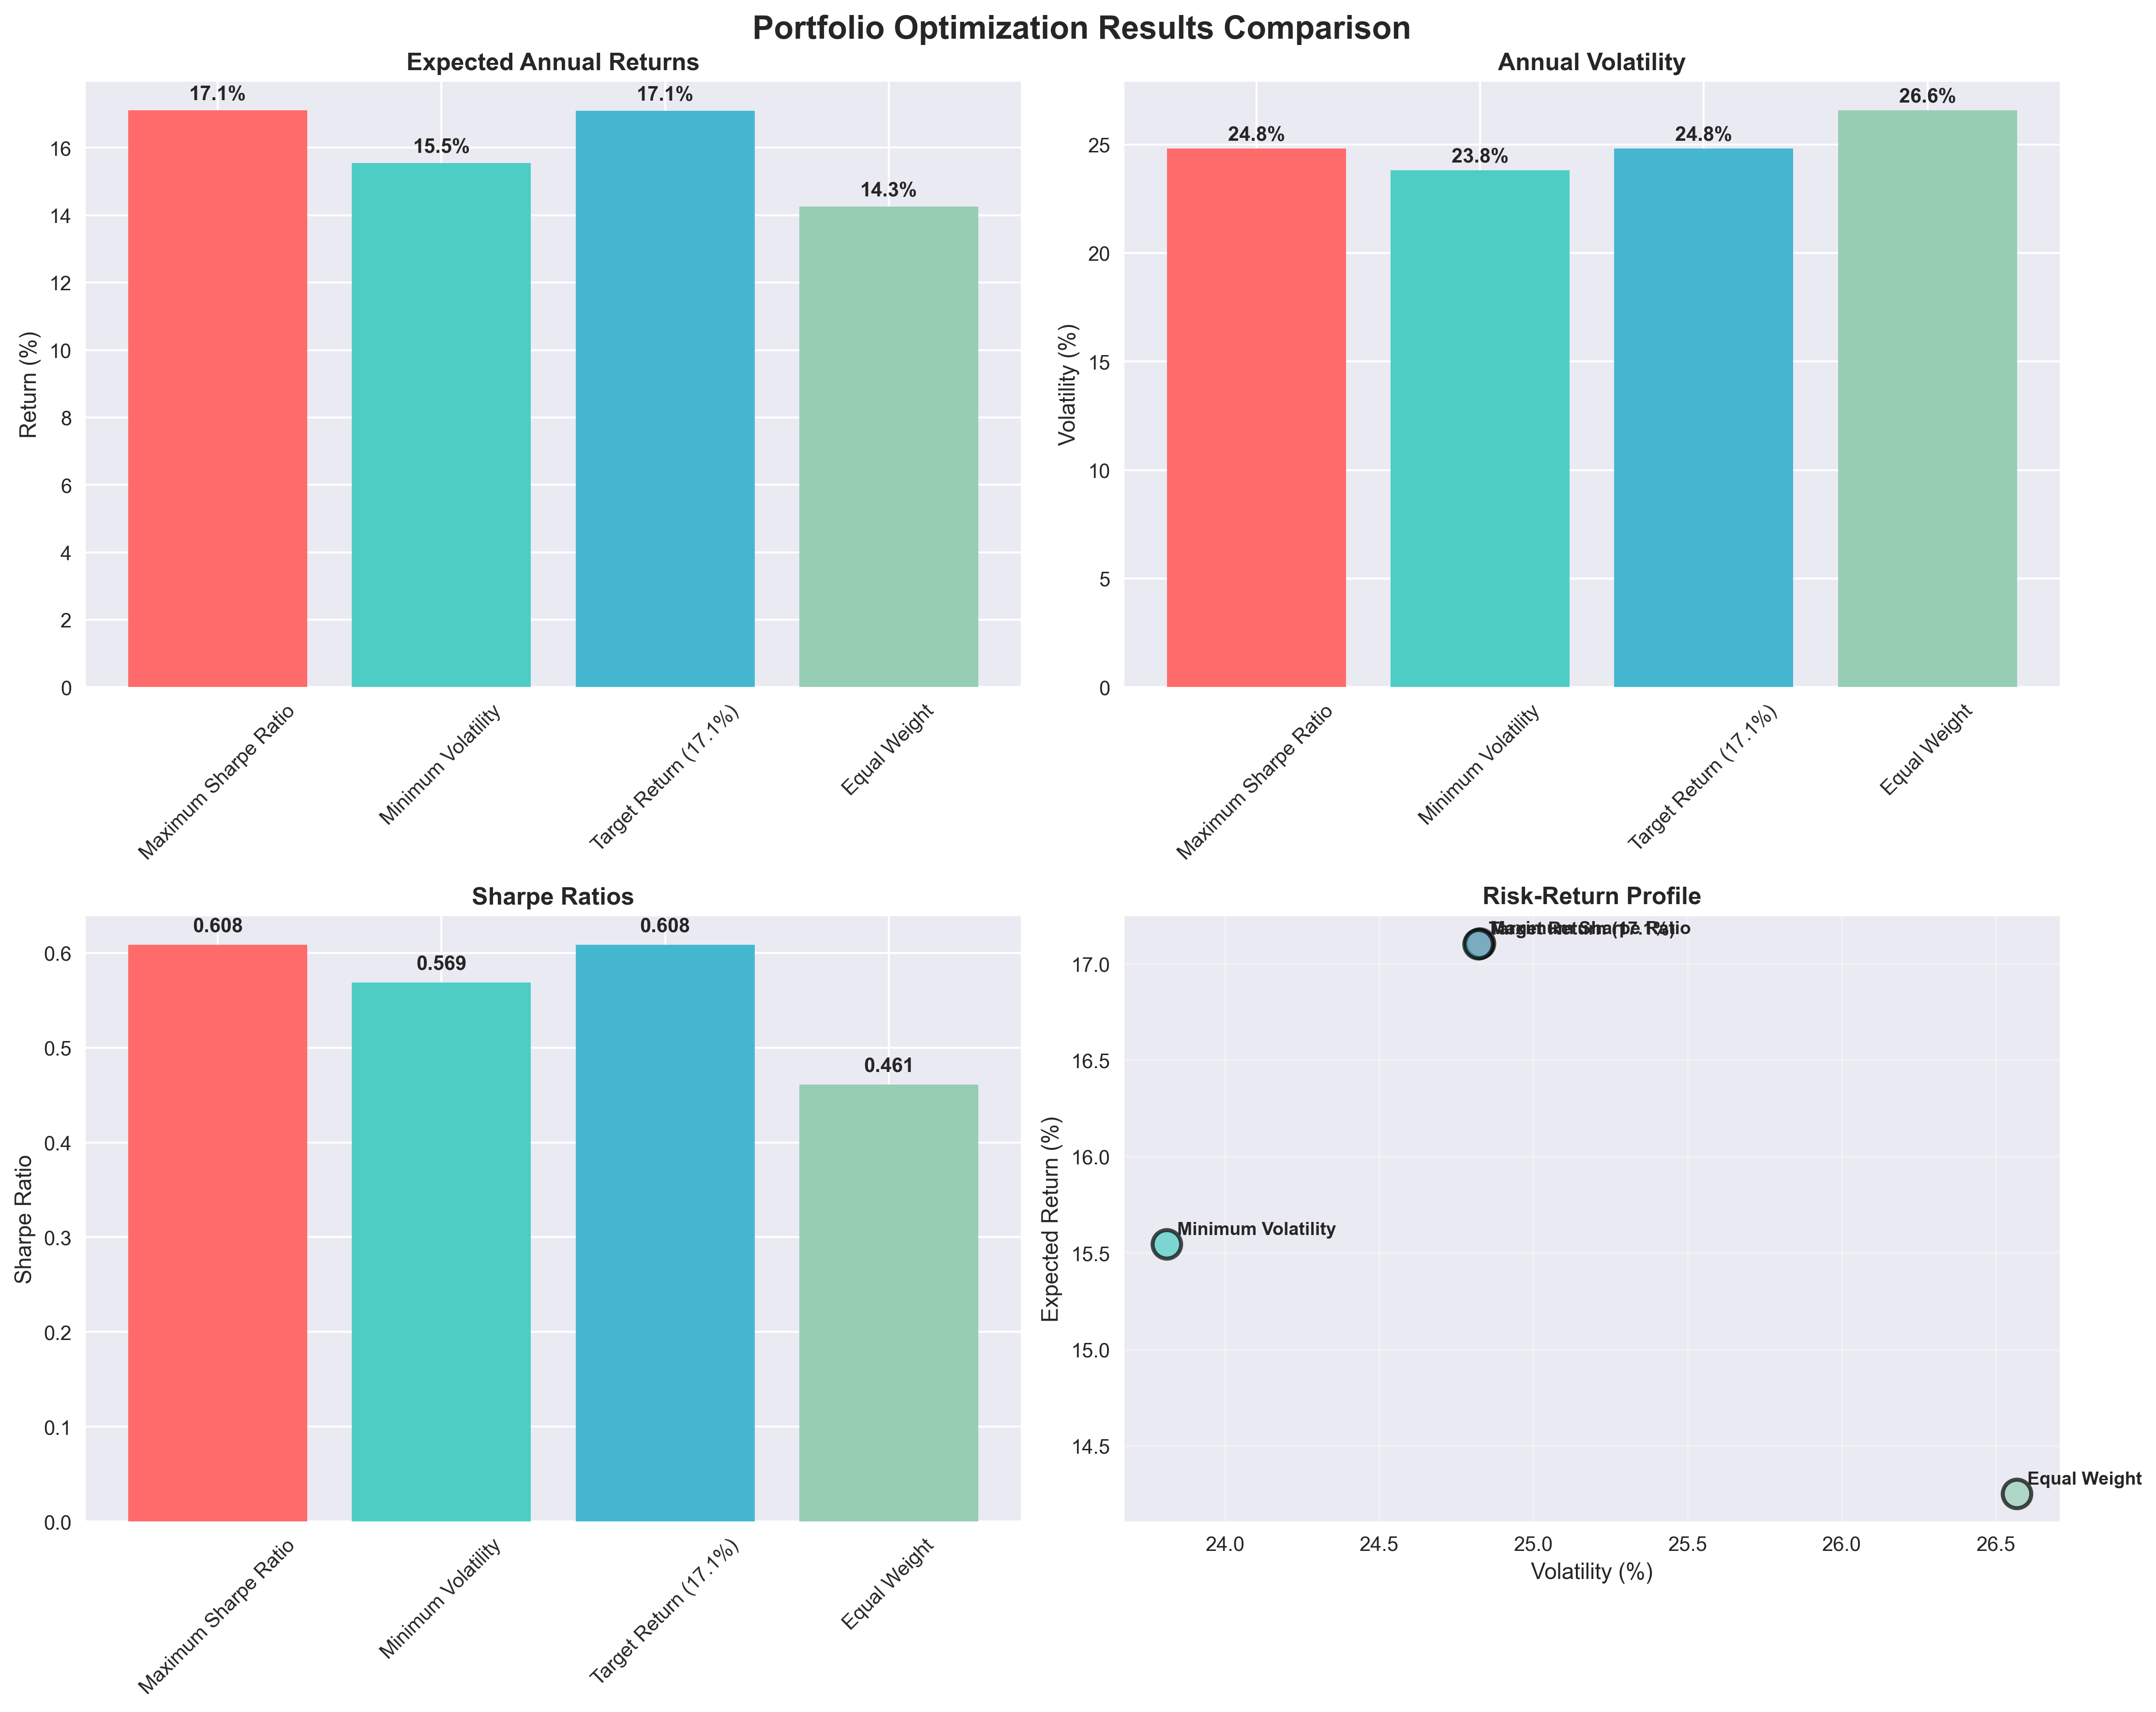 Portfolio Optimization Results Comparison
Expected Annual Returns
Return (%)
16
14
12
10
8
6
4
2
0
17.1%
15.5%
17.1%
14.3%
Maximum Sharpe Ratio
Minimum Volatility
Target Return (17.1%)
Equal Weight
Annual Volatility
Volatility (%)
25
20
15
10
5
0
24.8%
23.8%
24.8%
26.6%
Maximum Sharpe Ratio
Minimum Volatility
Target Return (17.1%)
Equal Weight
Sharpe Ratios
Sharpe Ratio
0.6
0.5
0.4
0.3
0.2
0.1
0.0
0.608
0.569
0.608
0.461
Maximum Sharpe Ratio
Minimum Volatility
Target Return (17.1%)
Equal Weight
Risk-Return Profile
Expected Return (%)
17.0
16.5
16.0
15.5
15.0
14.5
Maximum Sharpe Ratio
Target Return (17.1%)
Minimum Volatility
Equal Weight
24.0
24.5
25.0
25.5
26.0
26.5
Volatility (%)